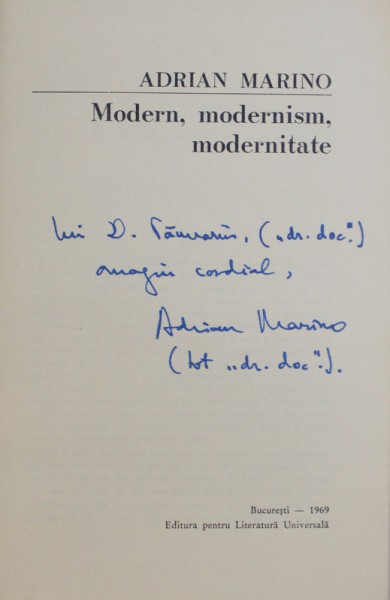 ADRIAN MARINO
Modern, modernism,
modernitate
Lui D. Păcurariu, („dr. doc.”)
omagiu cordial,
Adrian Marino
(tot „dr. doc”.).
București — 1969
Editura pentru Literatură Universală